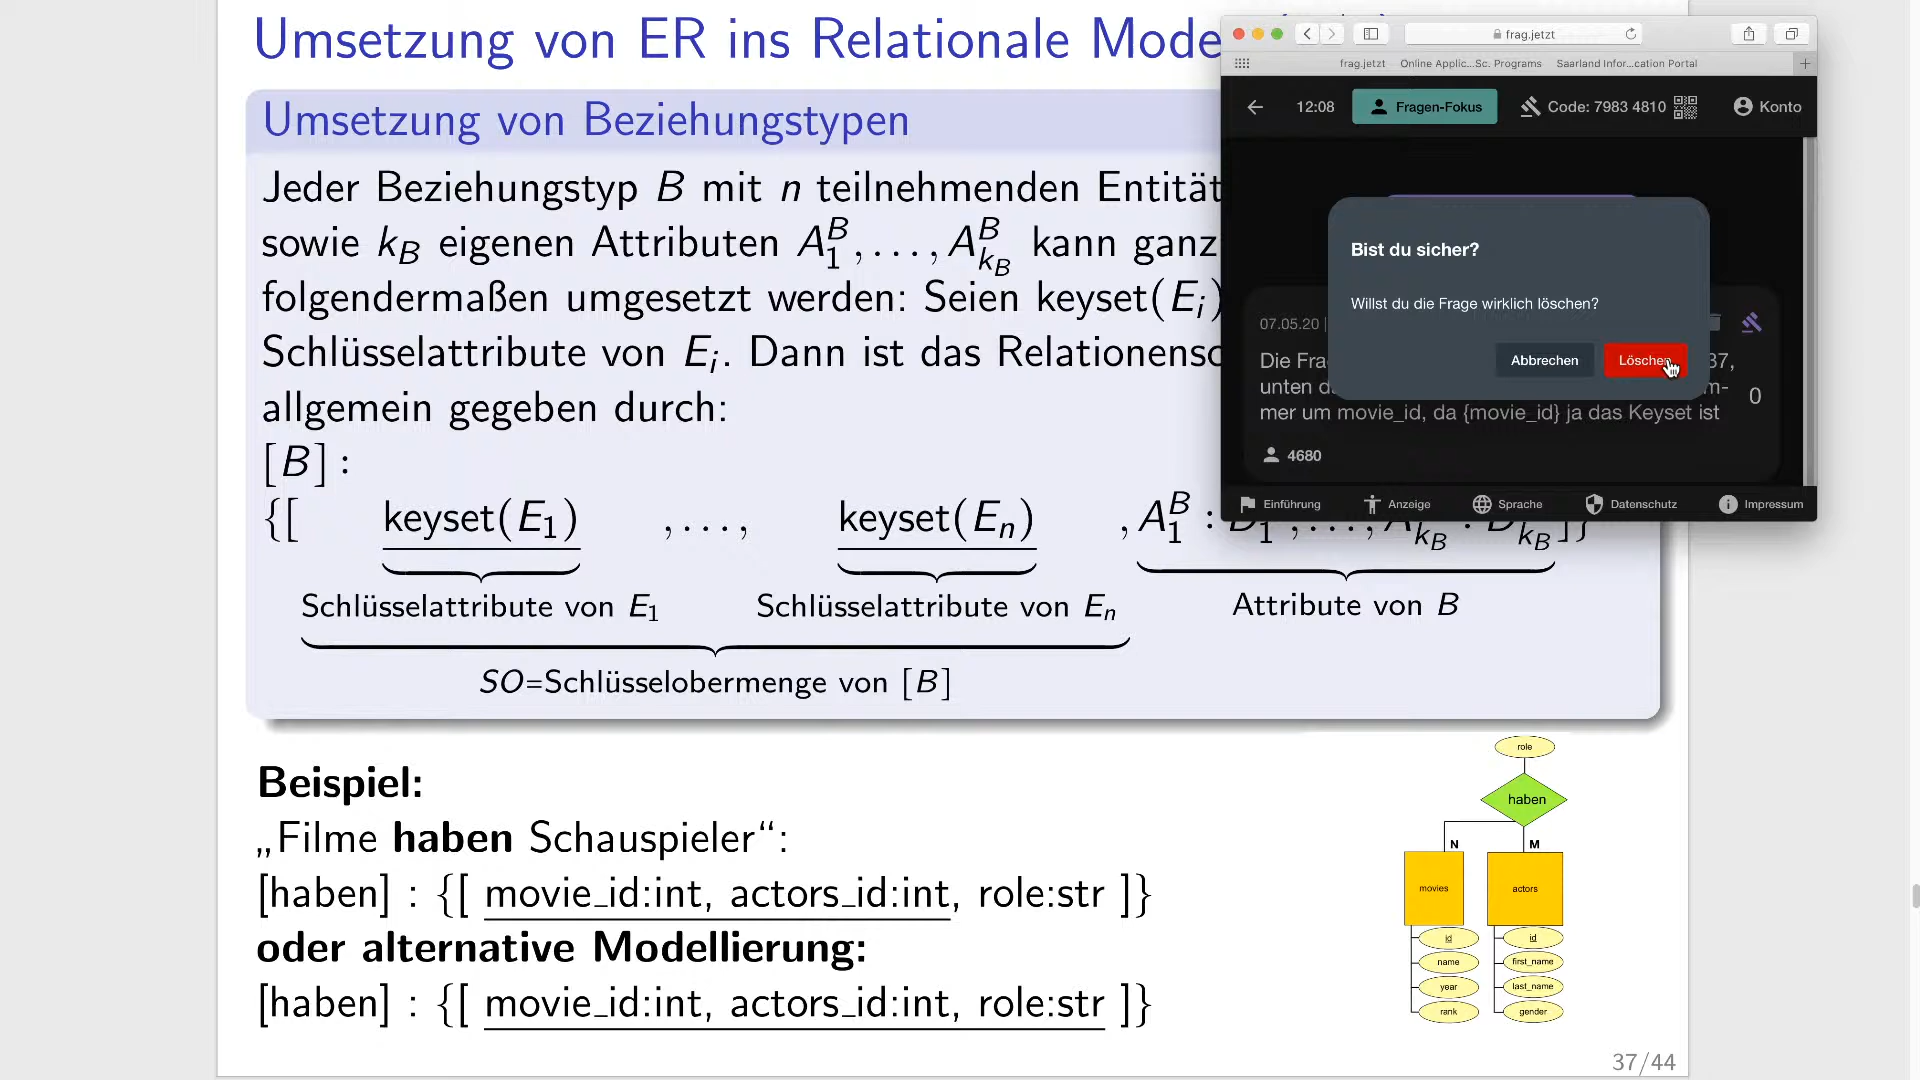 Umsetzung von ER ins Relationale Mode
Umsetzung von Beziehungstypen
Jeder Beziehungstyp B mit n teilnehmenden Entität
sowie k_B eigenen Attributen A_1^B, ..., A_{k_B}^B kann ganz
folgendermaßen umgesetzt werden: Seien keyset(E_i)
Schlüsselattribute von E_i. Dann ist das Relationensc
allgemein gegeben durch:
[B] :
{[ keyset(E_1) , ..., keyset(E_n) , A_1^B : D_1^B, ..., A_{k_B}^B : D_{k_B}^B ]}
Schlüsselattribute von E_1 Schlüsselattribute von E_n Attribute von B
SO=Schlüsselobermenge von [B]
Beispiel:
„Filme haben Schauspieler“:
[haben] : {[ movie_id:int, actors_id:int, role:str ]}
oder alternative Modellierung:
[haben] : {[ movie_id:int, actors_id:int, role:str ]}
role
haben
N M
movies actors
id id
name first_name
year last_name
rank gender
37/44
frag.jetzt
frag.jetzt Online Applic...Sc. Programs Saarland Infor...cation Portal
12:08 Fragen-Fokus Code: 7983 4810 Konto
Bist du sicher?
Willst du die Frage wirklich löschen?
Abbrechen Löschen
07.05.20 |
Die Fra 37,
unten d m-
mer um movie_id, da {movie_id} ja das Keyset ist
0
4680
Einführung Anzeige Sprache Datenschutz Impressum